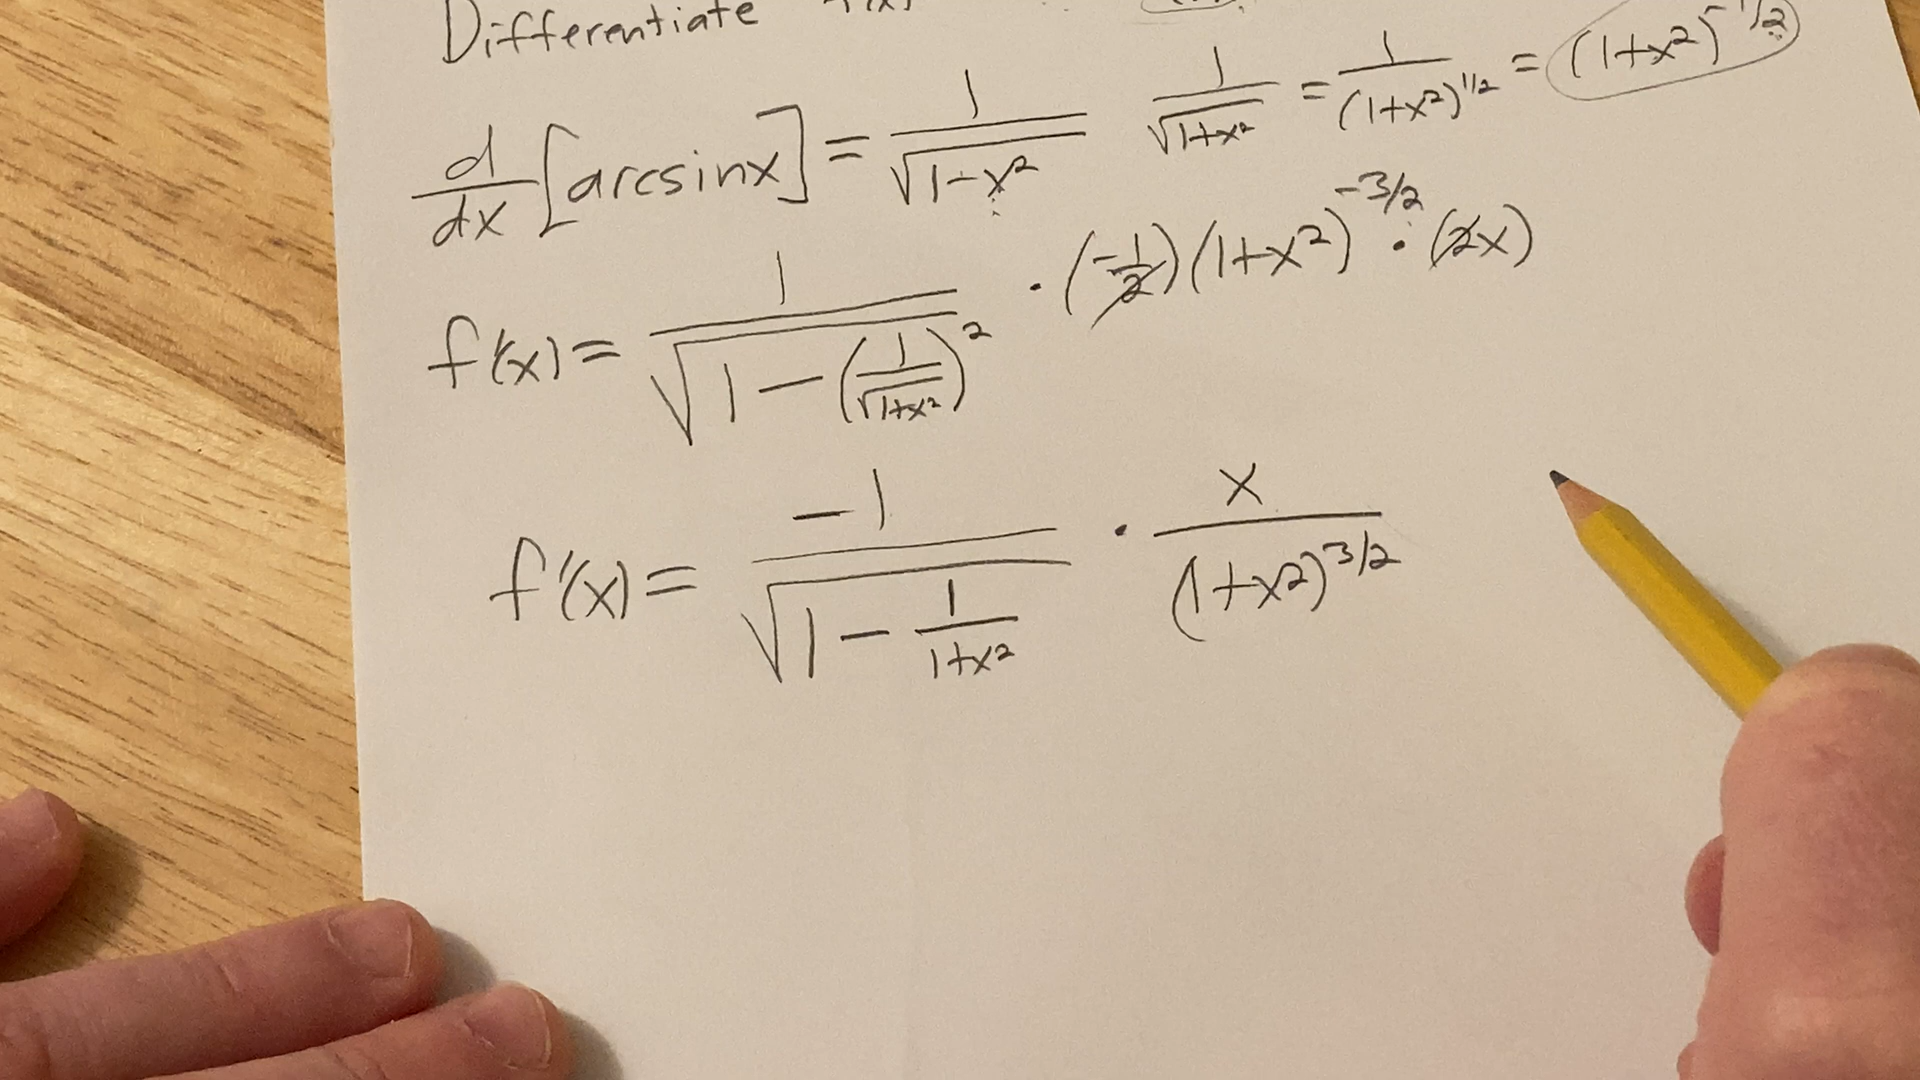 Differentiate
d/dx [arcsinx] = 1/√(1-x²)   1/√(1+x²) = 1/(1+x²)^1/2 = (1+x²)^-1/2
f'(x) = 1/√(1-(1/√(1+x²))²) · (-1/2)(1+x²)^-3/2 · (2x)
f'(x) = -1/√(1-1/(1+x²)) · x/(1+x²)^3/2